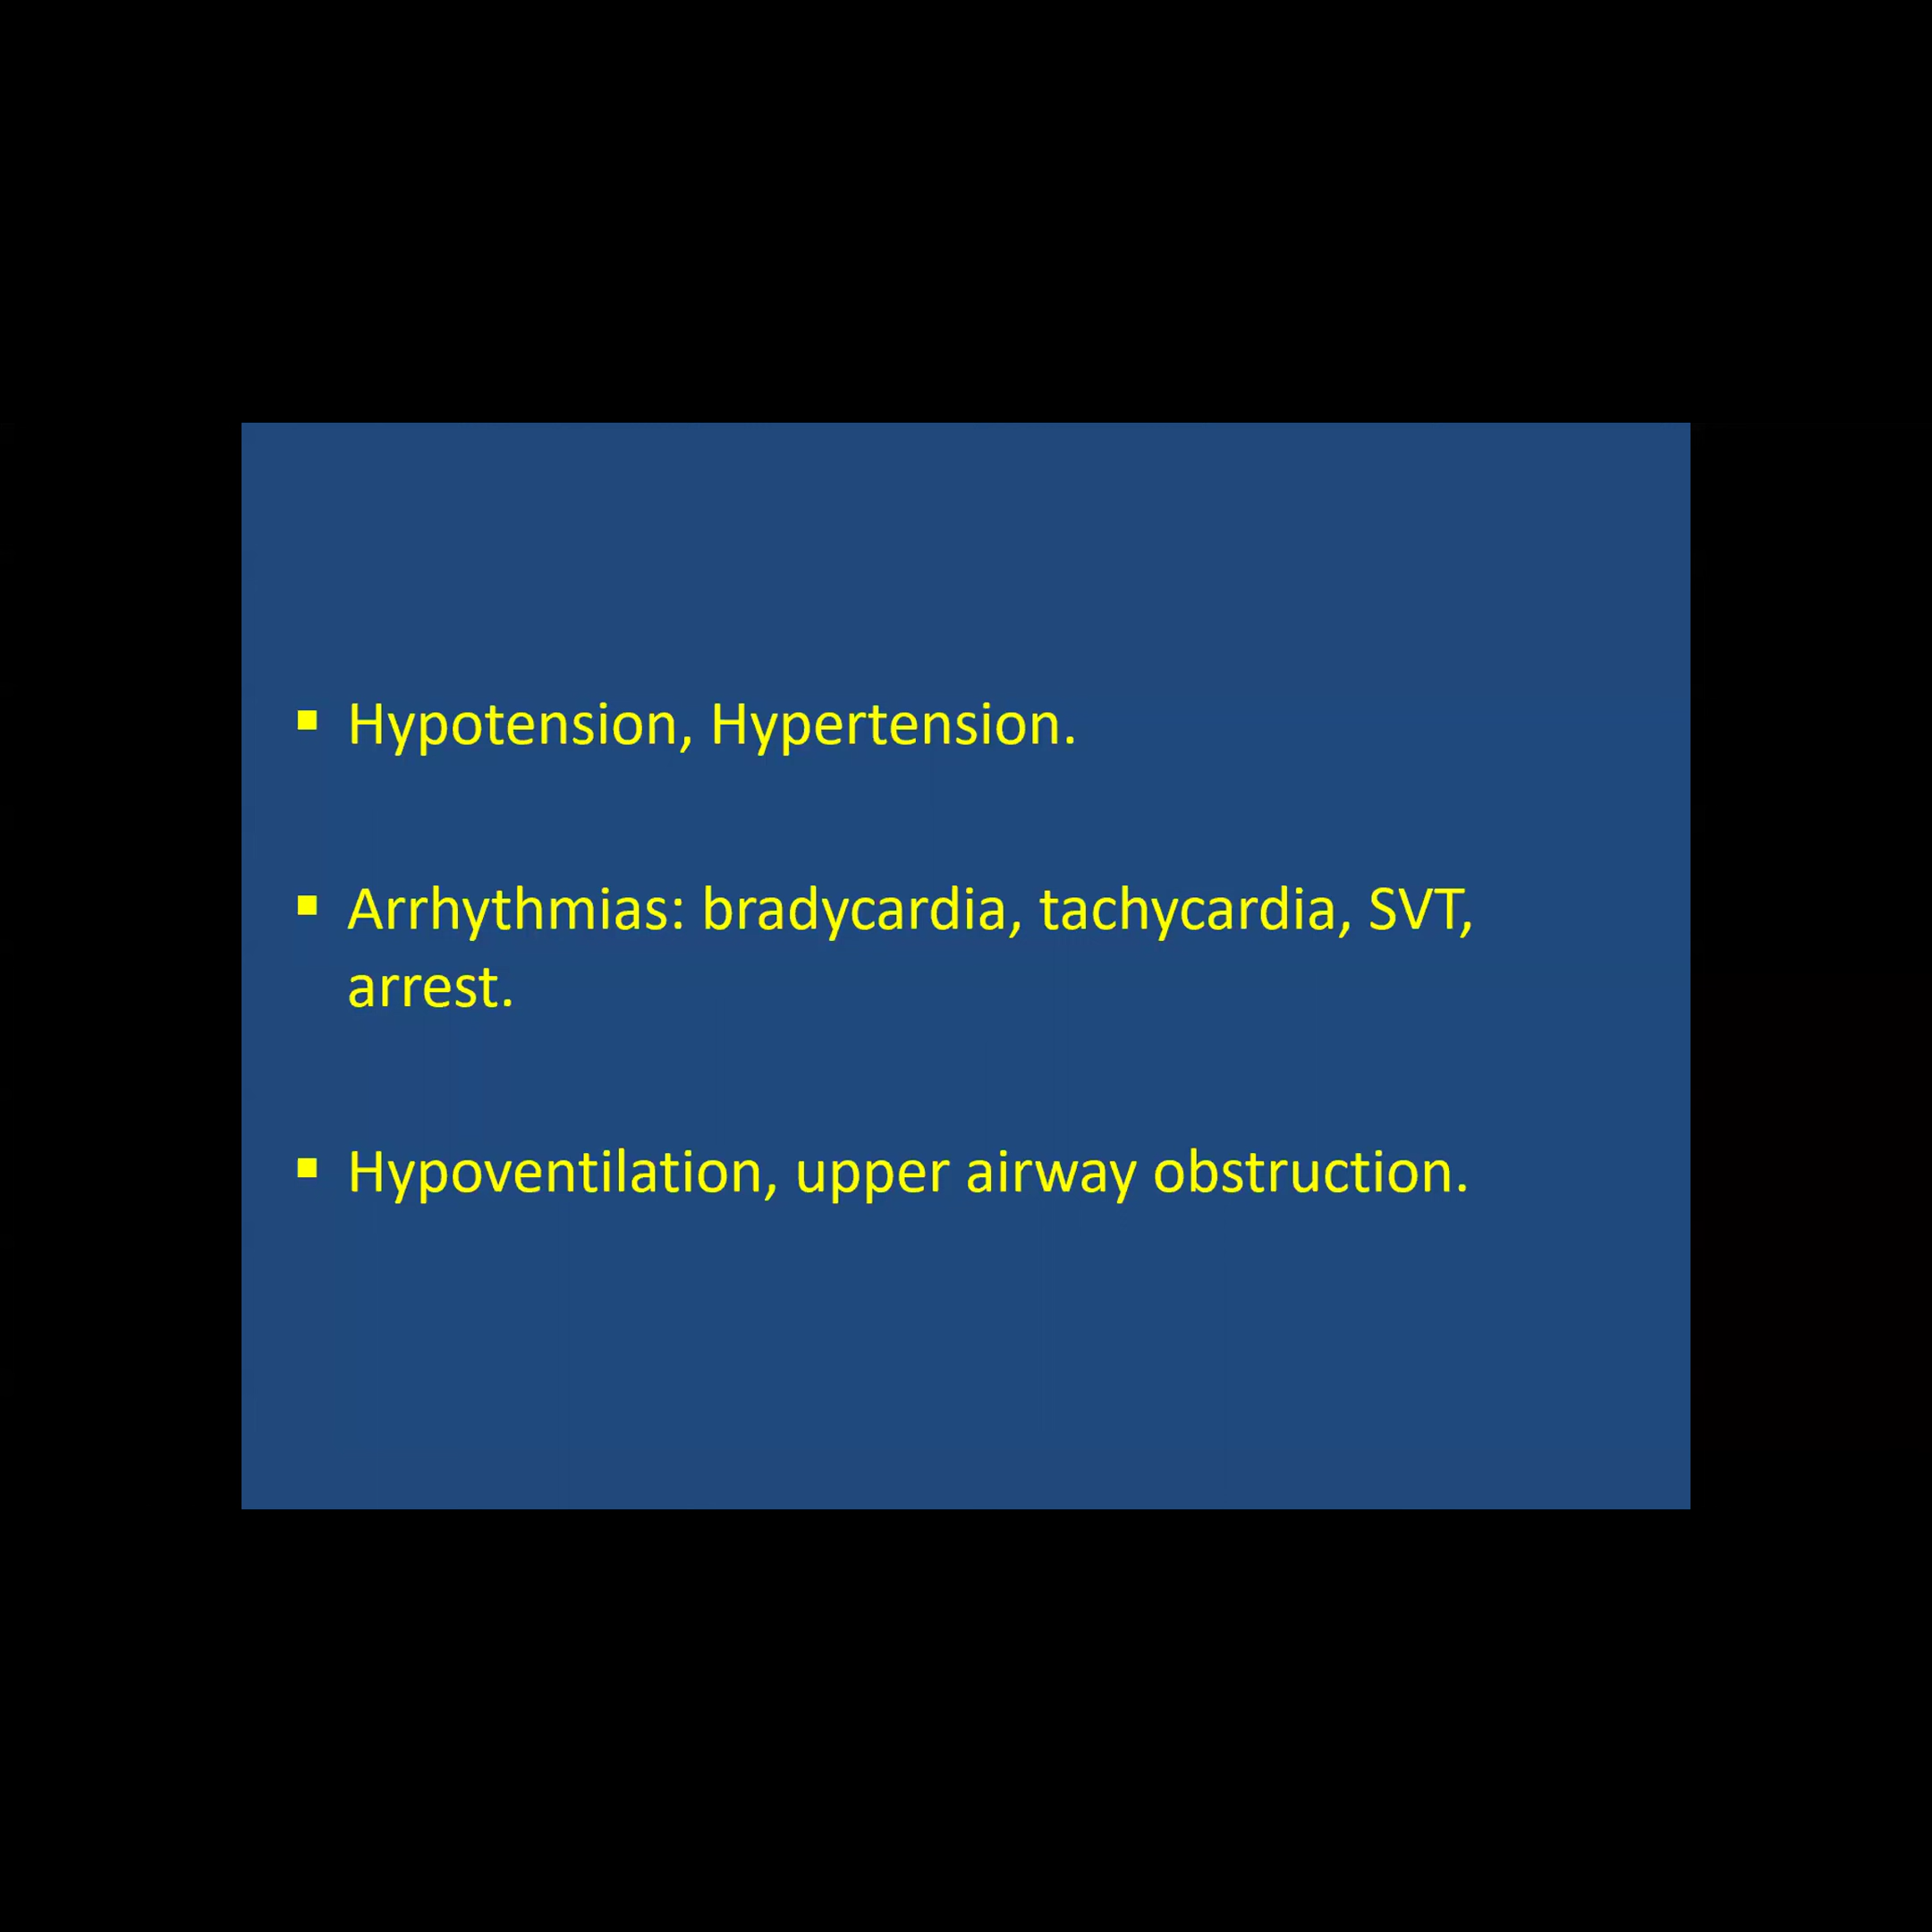 ▪ Hypotension, Hypertension.
▪ Arrhythmias: bradycardia, tachycardia, SVT,
arrest.
▪ Hypoventilation, upper airway obstruction.